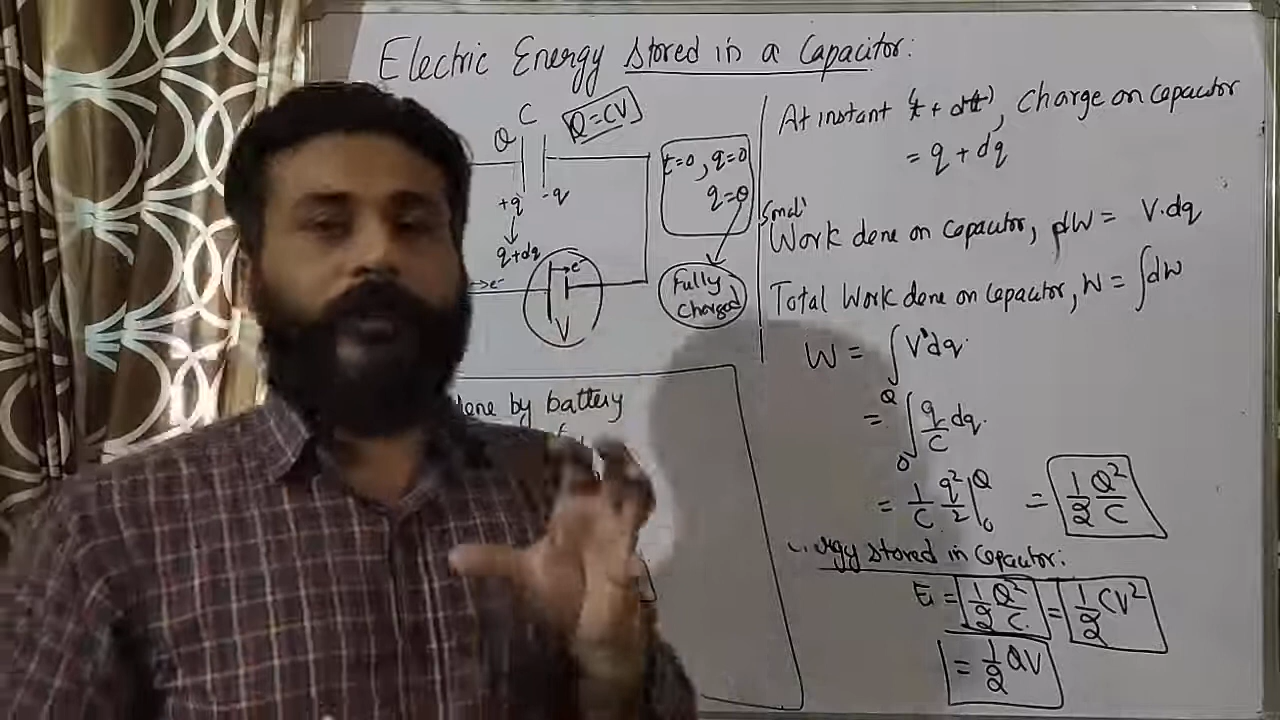 Electric Energy Stored in a Capacitor:
C
Q = CV
Q
+q -q
q+dq
→e⁻
→e⁻
V
t=0, q=0
q=Q
Fully
Charged
done by battery
At instant (t + dt), Charge on capacitor
= q + dq
Small
Work done on capacitor, dW = V.dq
Total Work done on capacitor, W = ∫dW
W = ∫V dq.
= ∫₀^Q q/C dq.
= 1/C q²/2 |₀^Q = 1/2 Q²/C
stored in capacitor:
E = 1/2 Q²/C = 1/2 CV²
= 1/2 QV